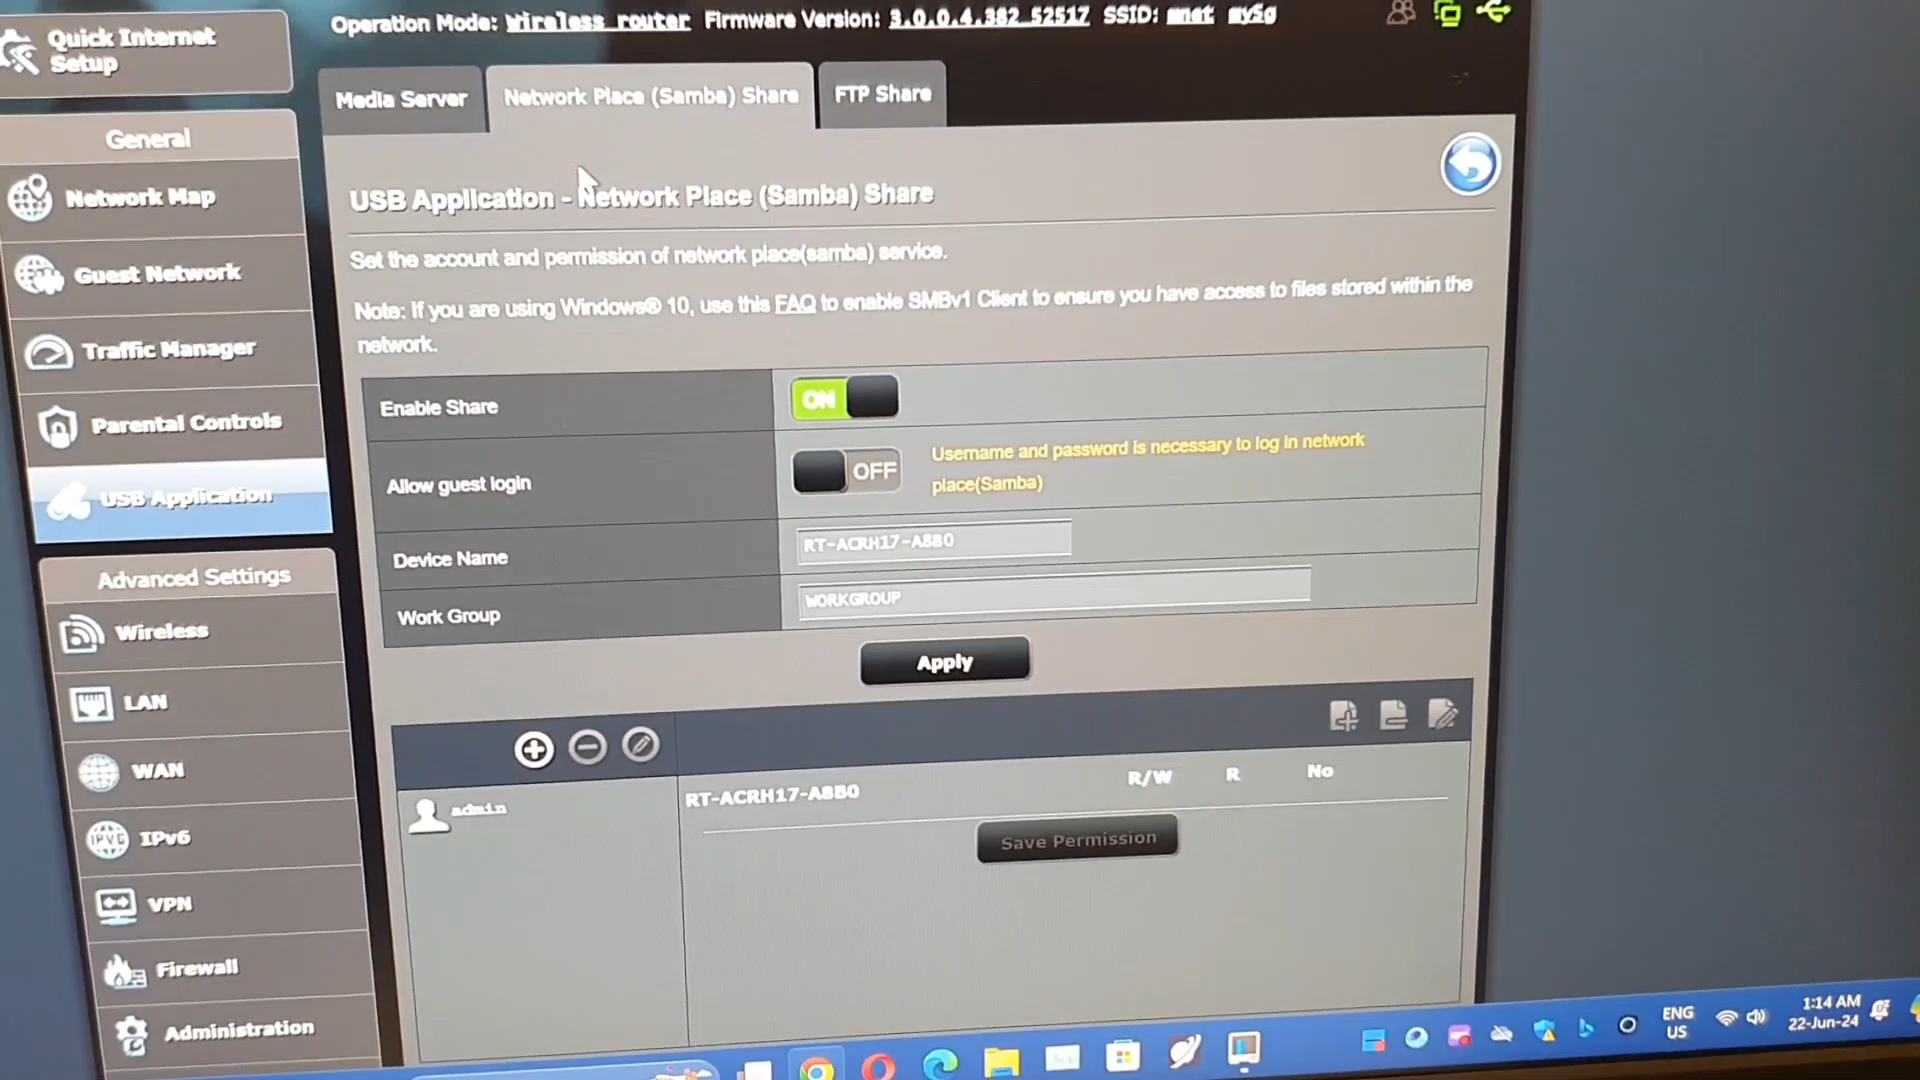 Operation Mode: Wireless router Firmware Version: 3.0.0.4.382_52517 SSID: mnet my5g
Quick Internet
Setup
General
Network Map
Guest Network
Traffic Manager
Parental Controls
USB Application
Advanced Settings
Wireless
LAN
WAN
IPv6
VPN
Firewall
Administration
Media Server
Network Place (Samba) Share
FTP Share
USB Application - Network Place (Samba) Share
Set the account and permission of network place(samba) service.
Note: If you are using Windows® 10, use this FAQ to enable SMBv1 Client to ensure you have access to files stored within the
network.
Enable Share
ON
Allow guest login
OFF
Username and password is necessary to log in network
place(Samba)
Device Name
RT-ACRH17-A8B0
Work Group
WORKGROUP
Apply
admin
RT-ACRH17-A8B0
R/W
R
No
Save Permission
ENG
US
1:14 AM
22-Jun-24